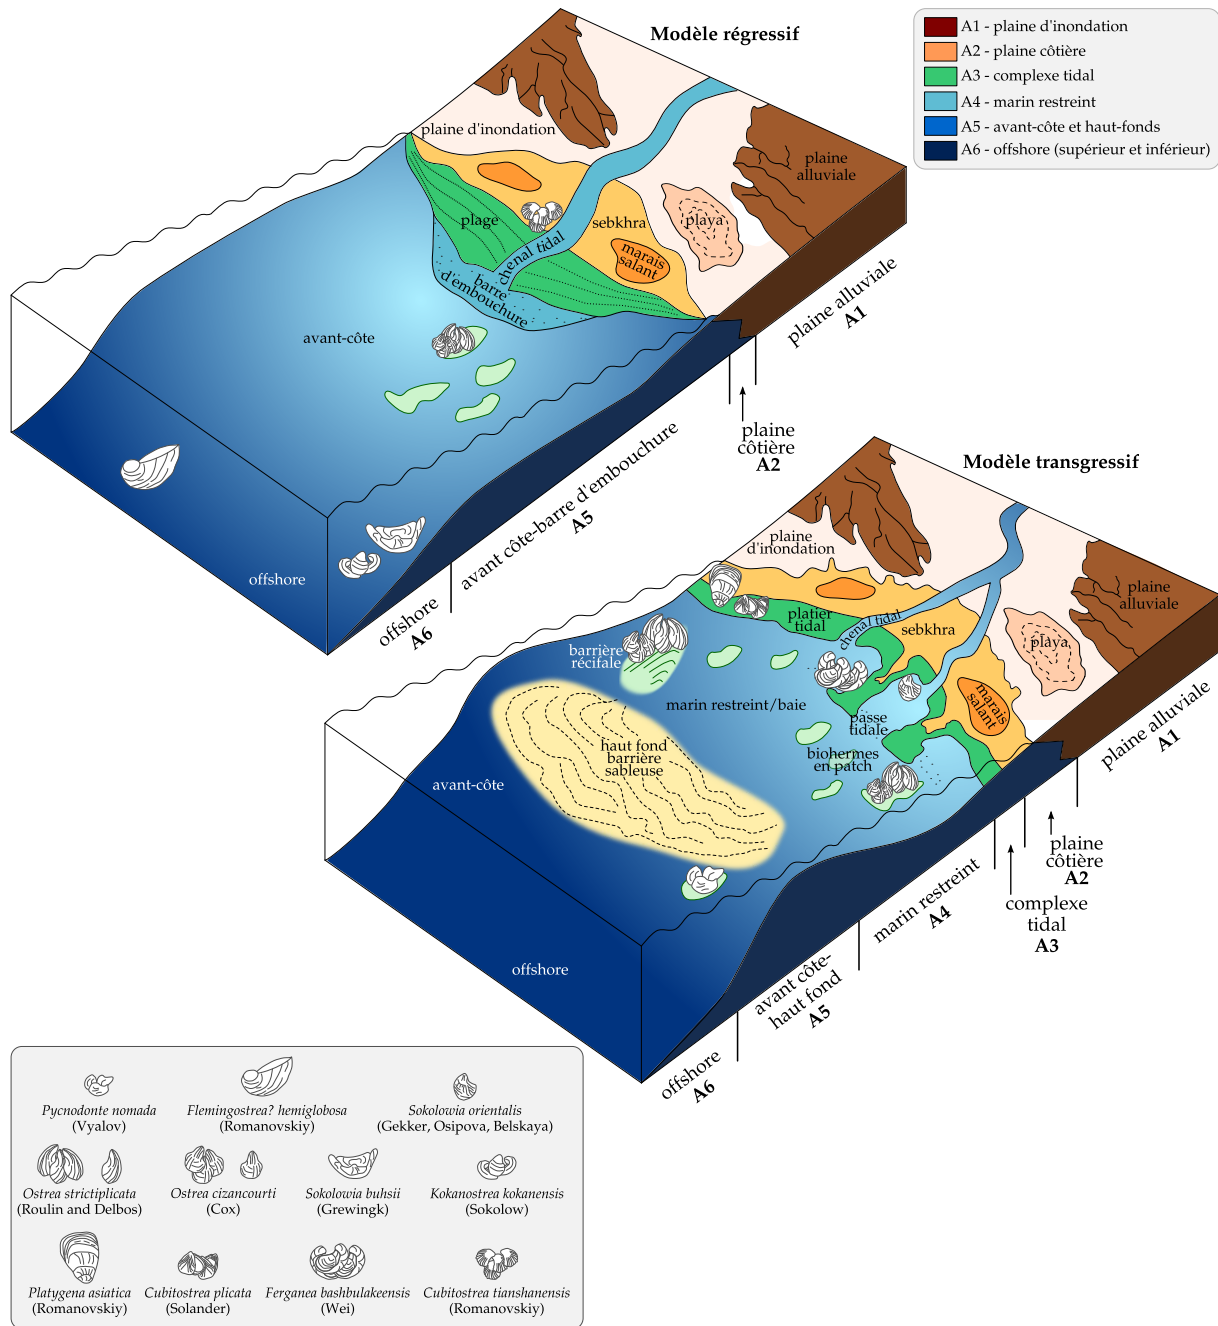 Modèle régressif
A1 - plaine d'inondation
A2 - plaine côtière
A3 - complexe tidal
A4 - marin restreint
A5 - avant-côte et haut-fonds
A6 - offshore (supérieur et inférieur)
plaine d'inondation
plaine
alluviale
plage
chenal tidal
sebkhra
playa
marais
salant
barre
d'embouchure
avant-côte
offshore
plaine alluviale
A1
plaine
côtière
A2
avant côte-barre d'embouchure
A5
offshore
A6
Modèle transgressif
plaine
d'inondation
plaine
alluviale
platier
tidal
chenal tidal
sebkhra
playa
barrière
récifale
marin restreint/baie
passe
tidale
marais
salant
haut fond
barrière
sableuse
biohermes
en patch
avant-côte
offshore
plaine alluviale
A1
plaine
côtière
A2
complexe
tidal
A3
marin restreint
A4
avant côte-
haut fond
A5
offshore
A6
Pycnodonte nomada
(Vyalov)
Flemingostrea? hemiglobosa
(Romanovskiy)
Sokolowia orientalis
(Gekker, Osipova, Belskaya)
Ostrea strictiplicata
(Roulin and Delbos)
Ostrea cizancourti
(Cox)
Sokolowia buhsii
(Grewingk)
Kokanostrea kokanensis
(Sokolow)
Platygena asiatica
(Romanovskiy)
Cubitostrea plicata
(Solander)
Ferganea bashbulakeensis
(Wei)
Cubitostrea tianshanensis
(Romanovskiy)